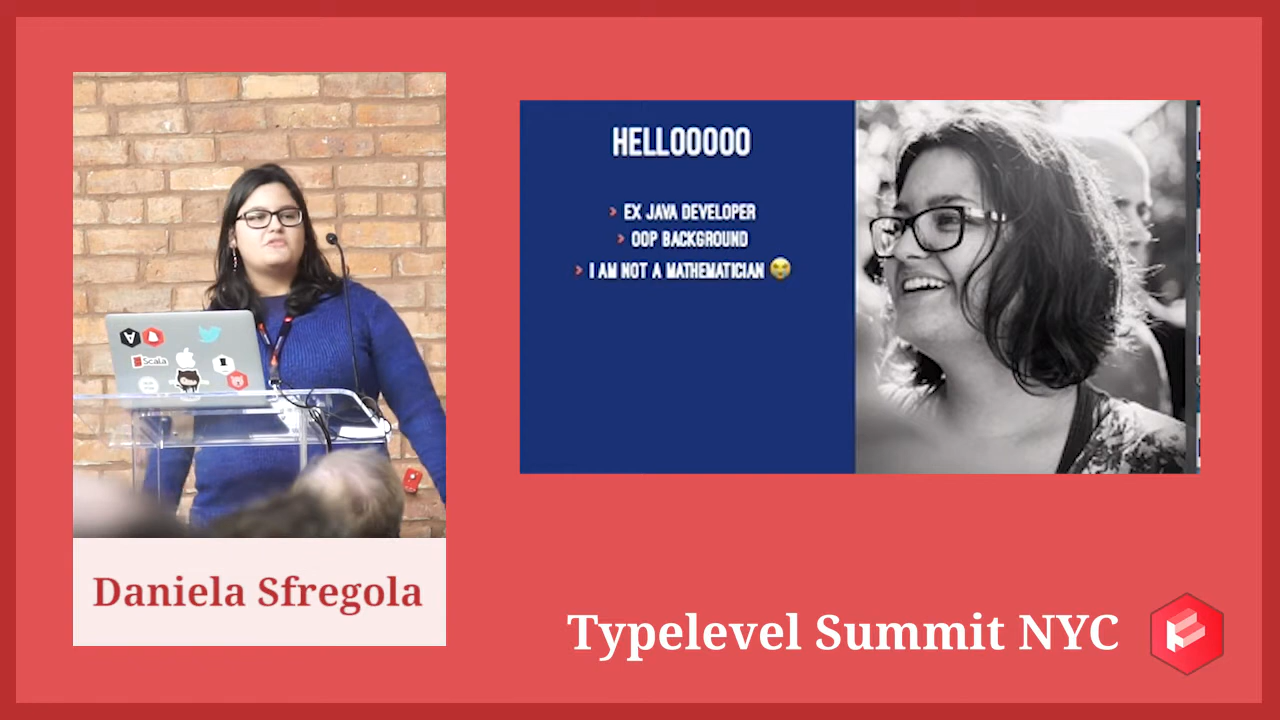 HELLOOOOO
> EX JAVA DEVELOPER
> OOP BACKGROUND
> I AM NOT A MATHEMATICIAN
Scala
Daniela Sfregola
Typelevel Summit NYC